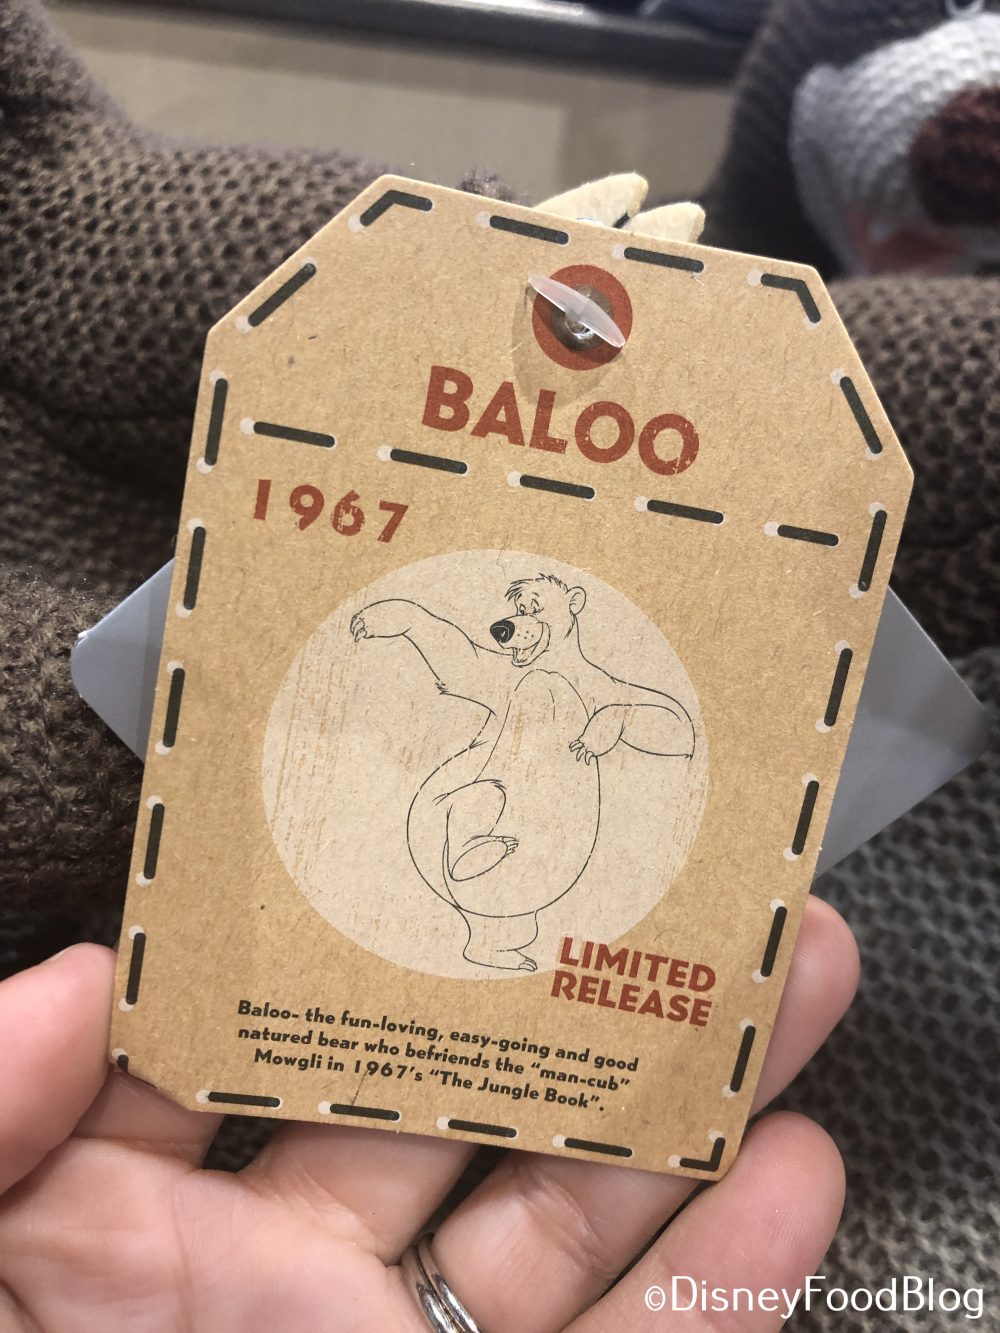 BALOO
1967
LIMITED
RELEASE
Baloo- the fun-loving, easy-going and good
natured bear who befriends the "man-cub"
Mowgli in 1967's "The Jungle Book".
©DisneyFoodBlog